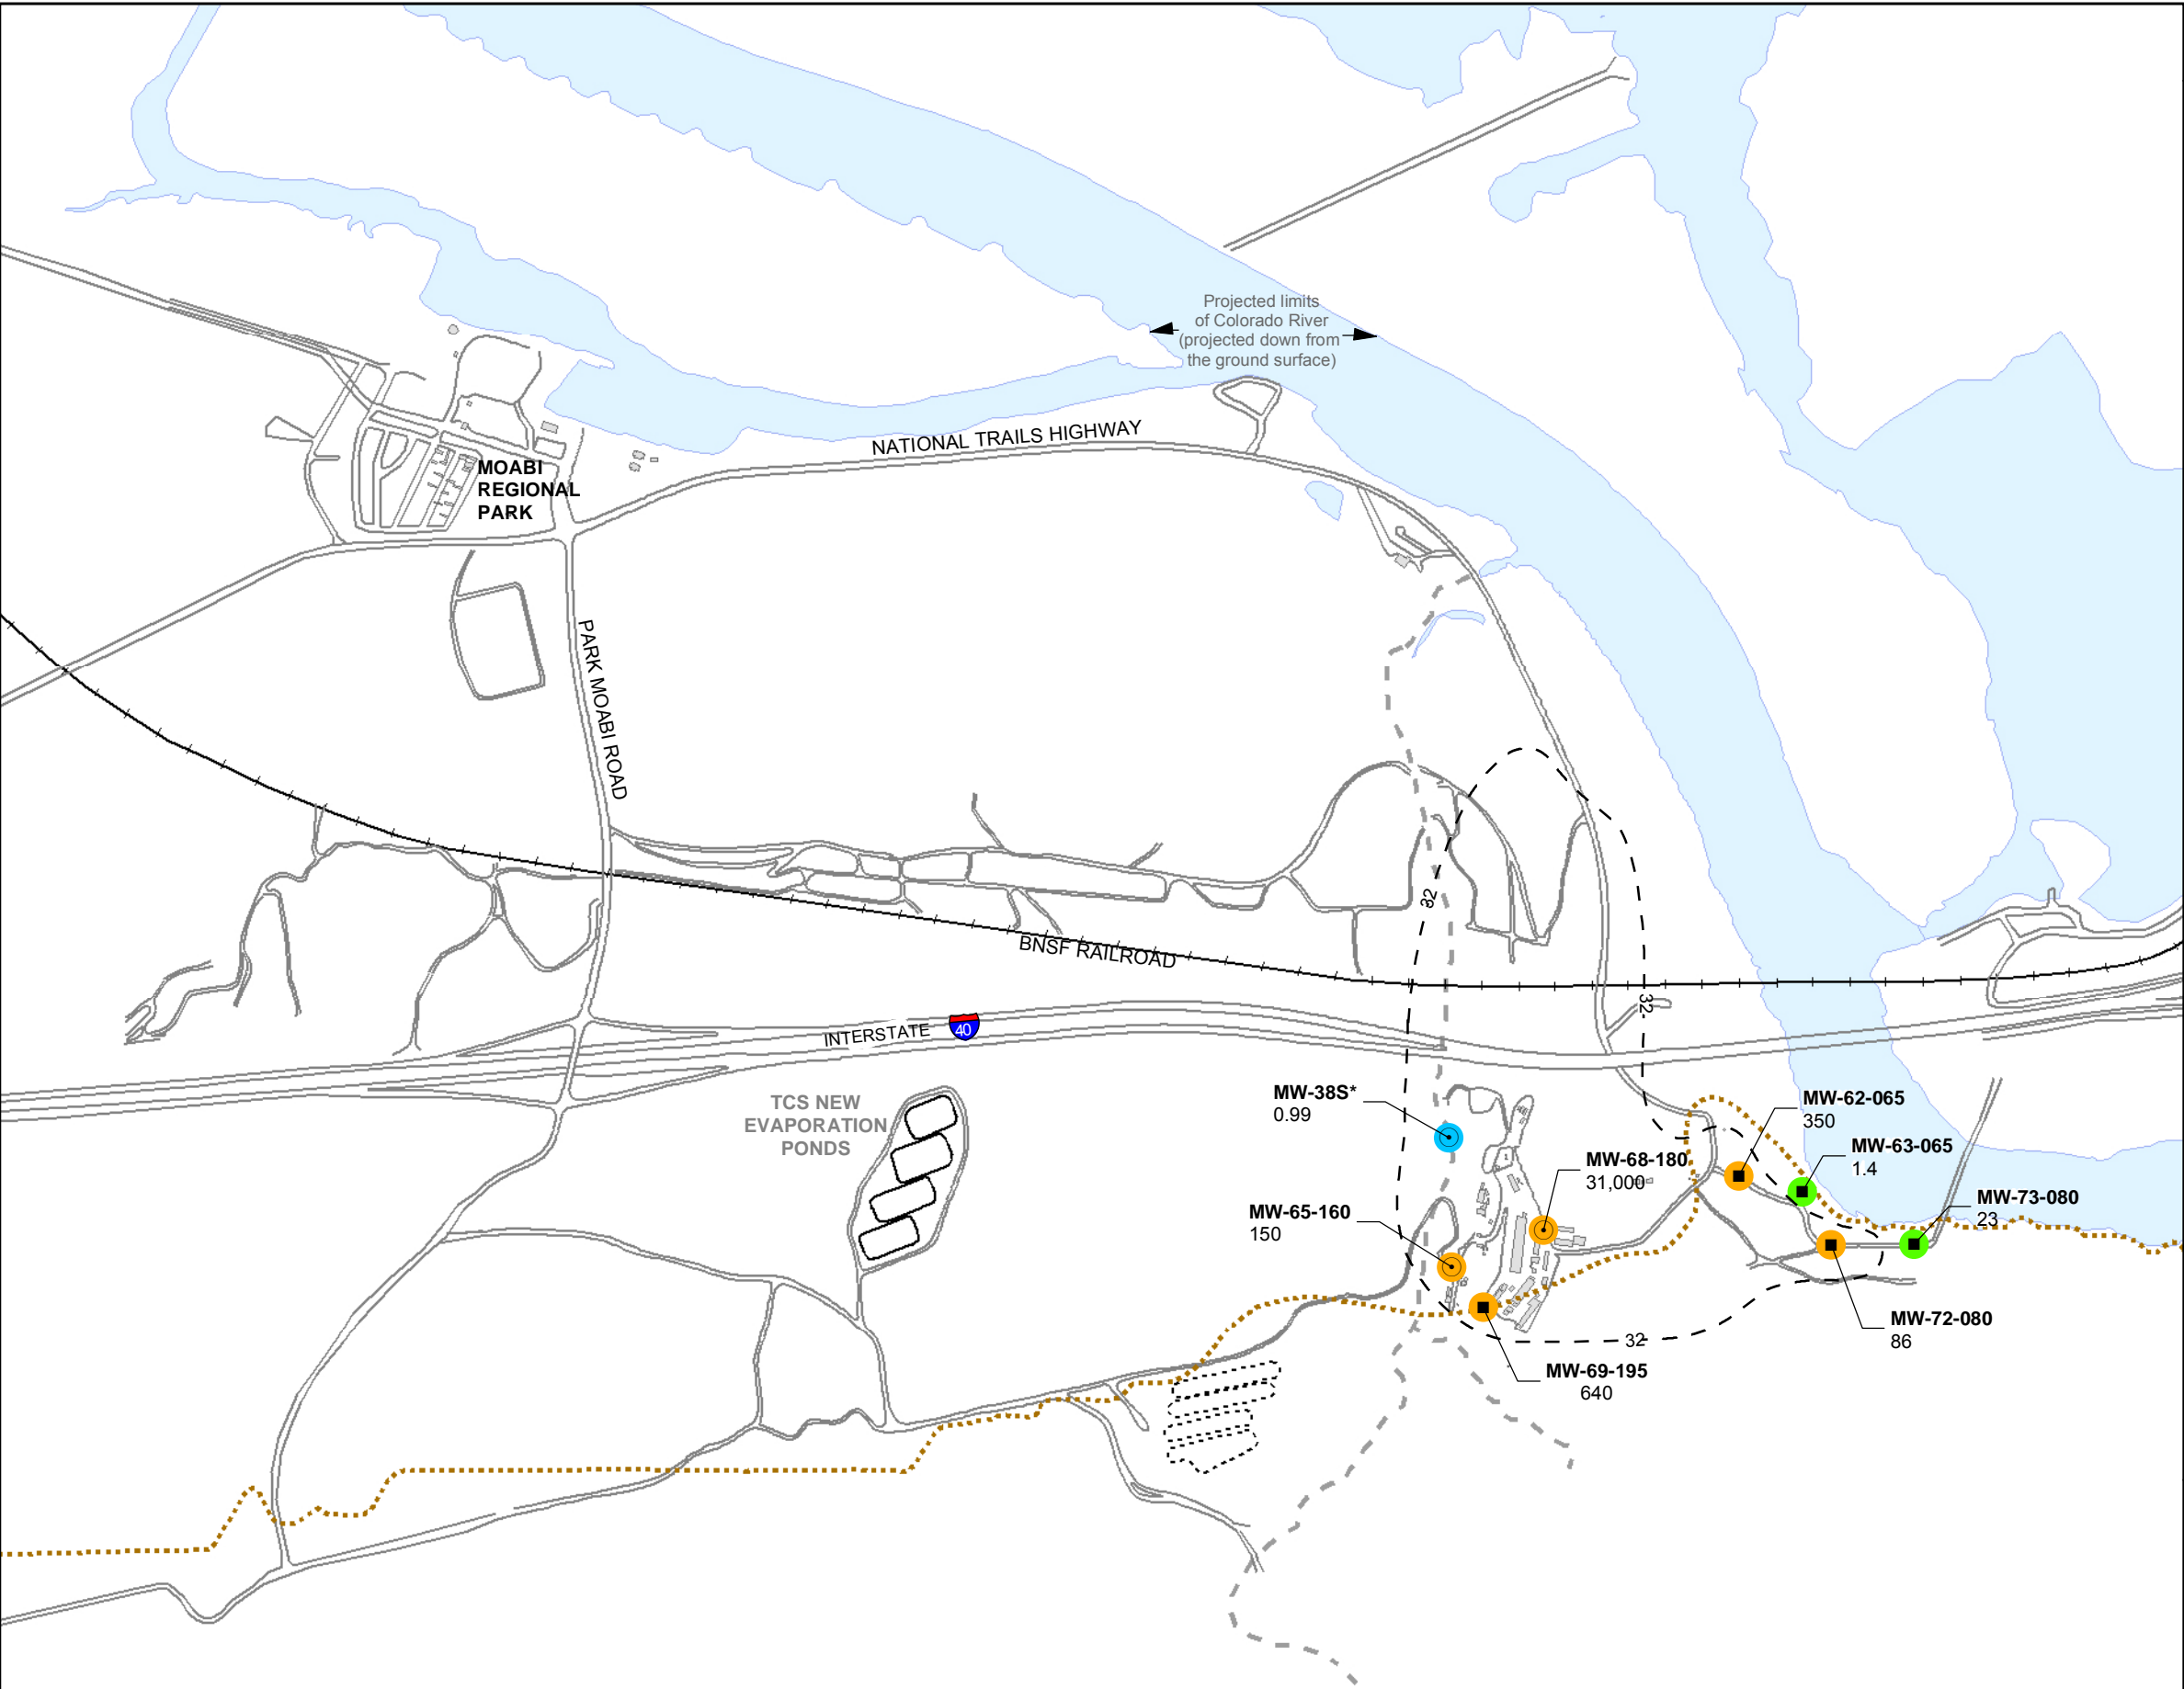 Projected limits
of Colorado River
(projected down from
the ground surface)
NATIONAL TRAILS HIGHWAY
MOABI
REGIONAL
PARK
PARK MOABI ROAD
32
BNSF RAILROAD
32
INTERSTATE
40
TCS NEW
EVAPORATION
PONDS
MW-38S*
0.99
MW-62-065
350
MW-63-065
1.4
MW-68-180
31,000
MW-73-080
23
MW-65-160
150
MW-72-080
86
32
MW-69-195
640